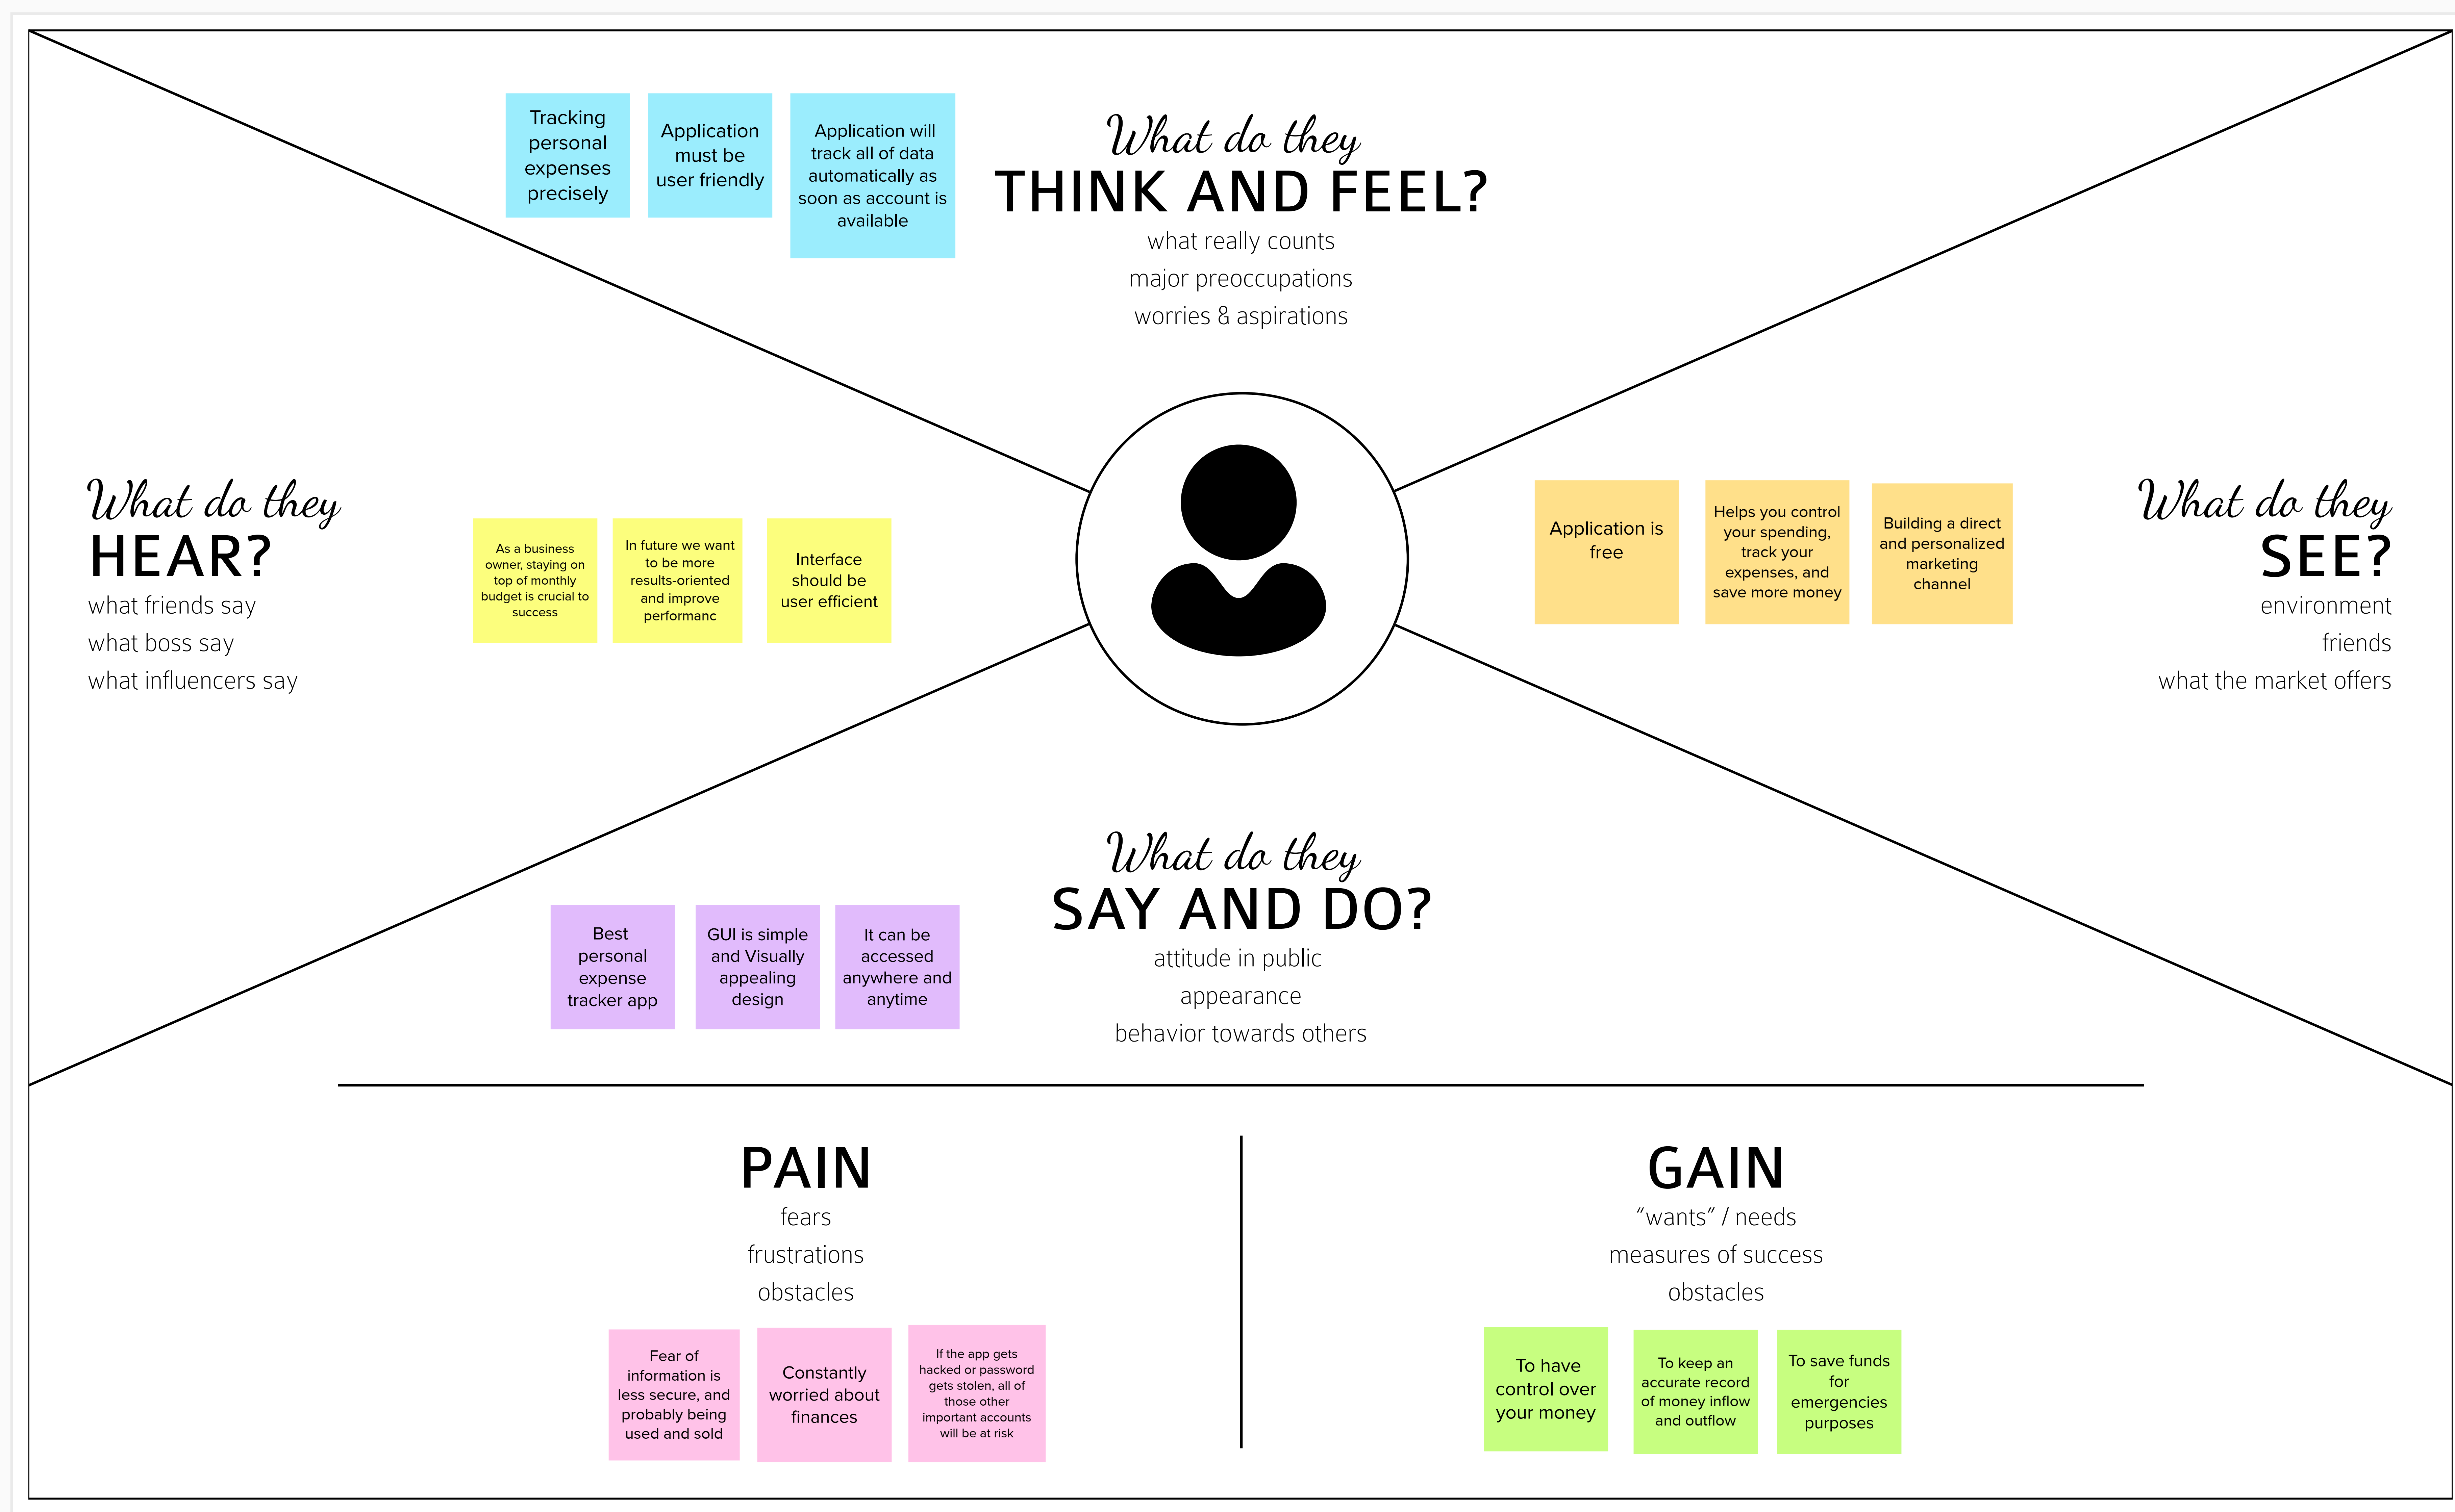 Tracking
personal
expenses
precisely
Application
must be
user friendly
Application will
track all of data
automatically as
soon as account is
available
What do they
THINK AND FEEL?
what really counts
major preoccupations
worries & aspirations
What do they
HEAR?
what friends say
what boss say
what influencers say
As a business
owner, staying on
top of monthly
budget is crucial to
success
In future we want
to be more
results-oriented
and improve
performanc
Interface
should be
user efficient
Application is
free
Helps you control
your spending,
track your
expenses, and
save more money
Building a direct
and personalized
marketing
channel
What do they
SEE?
environment
friends
what the market offers
What do they
SAY AND DO?
attitude in public
appearance
behavior towards others
Best
personal
expense
tracker app
GUI is simple
and Visually
appealing
design
It can be
accessed
anywhere and
anytime
PAIN
fears
frustrations
obstacles
Fear of
information is
less secure, and
probably being
used and sold
Constantly
worried about
finances
If the app gets
hacked or password
gets stolen, all of
those other
important accounts
will be at risk
GAIN
“wants” / needs
measures of success
obstacles
To have
control over
your money
To keep an
accurate record
of money inflow
and outflow
To save funds
for
emergencies
purposes